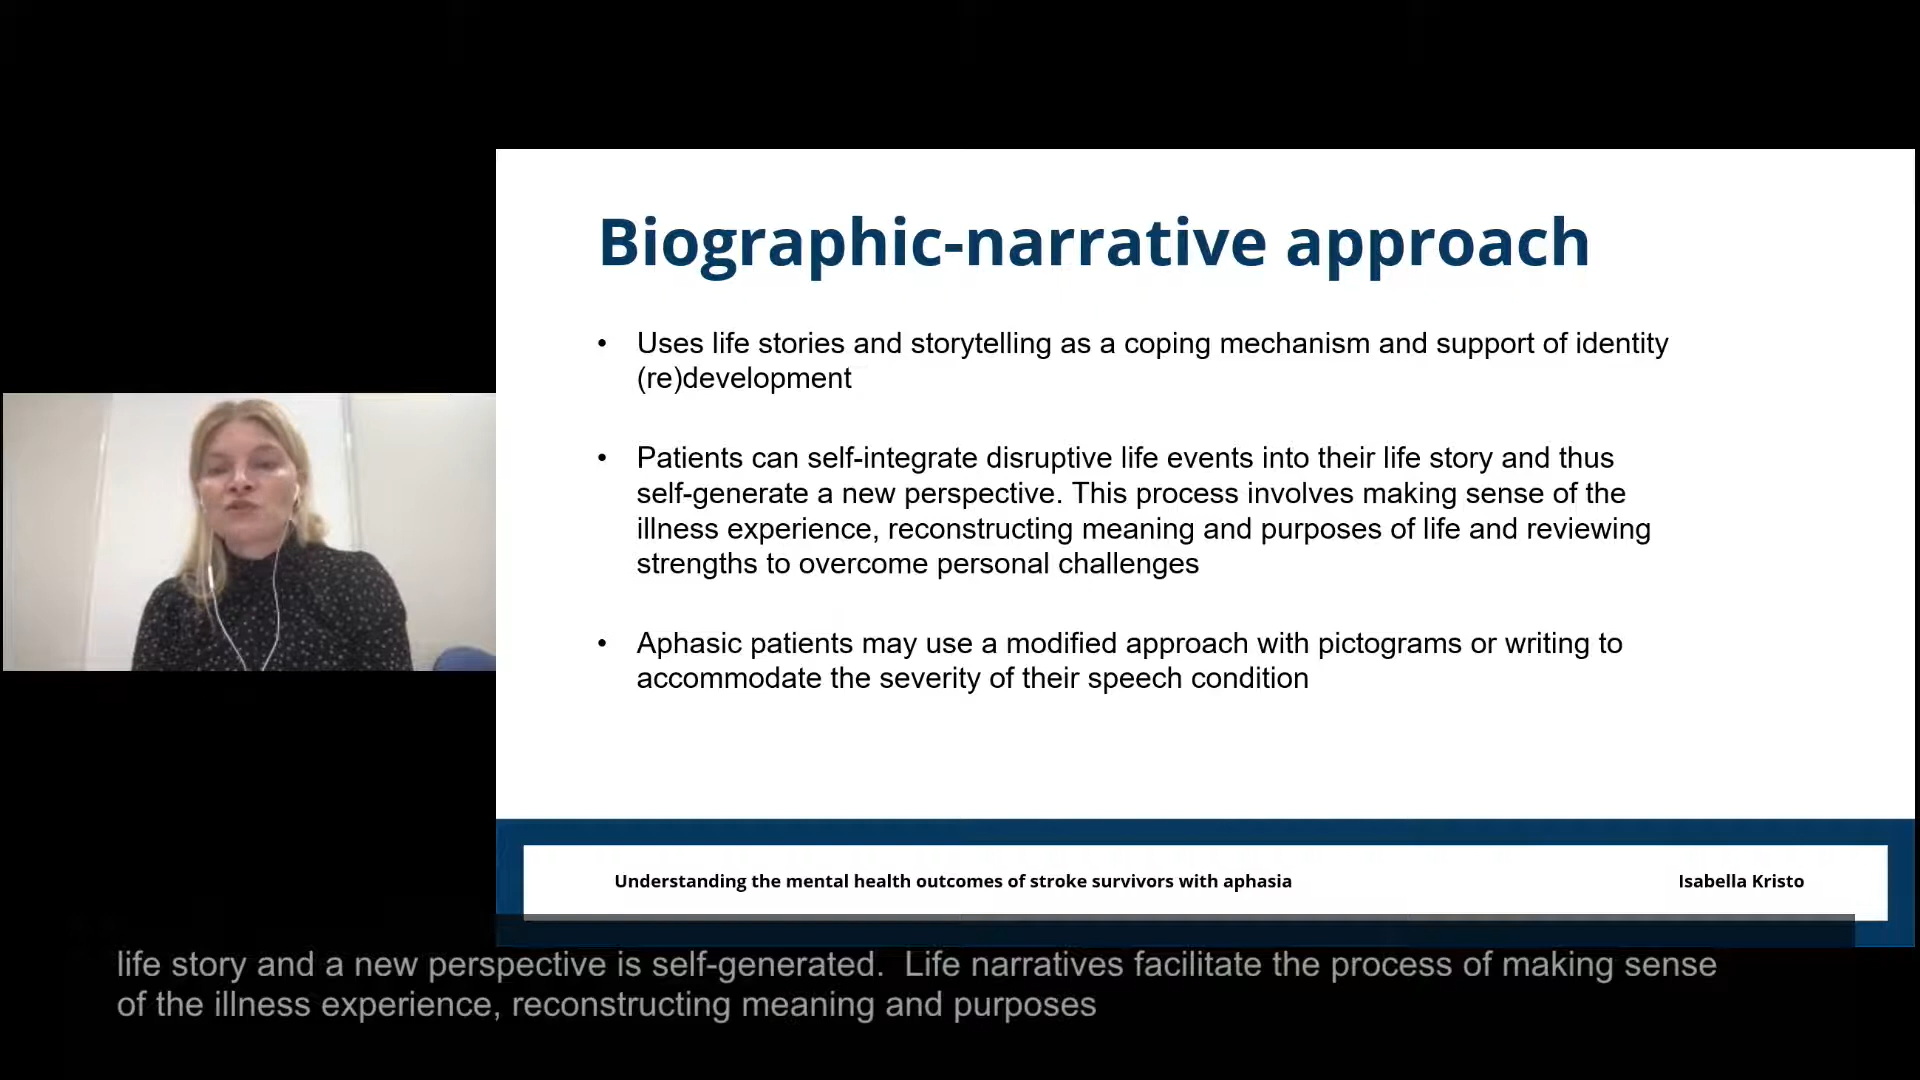 Biographic-narrative approach
• Uses life stories and storytelling as a coping mechanism and support of identity
(re)development
• Patients can self-integrate disruptive life events into their life story and thus
self-generate a new perspective. This process involves making sense of the
illness experience, reconstructing meaning and purposes of life and reviewing
strengths to overcome personal challenges
• Aphasic patients may use a modified approach with pictograms or writing to
accommodate the severity of their speech condition
Understanding the mental health outcomes of stroke survivors with aphasia
Isabella Kristo
life story and a new perspective is self-generated.  Life narratives facilitate the process of making sense
of the illness experience, reconstructing meaning and purposes